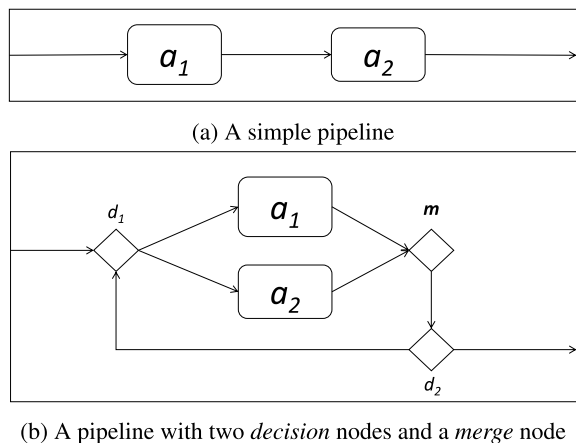 a1 a2
(a) A simple pipeline
d1 a1 m
a2
d2
(b) A pipeline with two decision nodes and a merge node